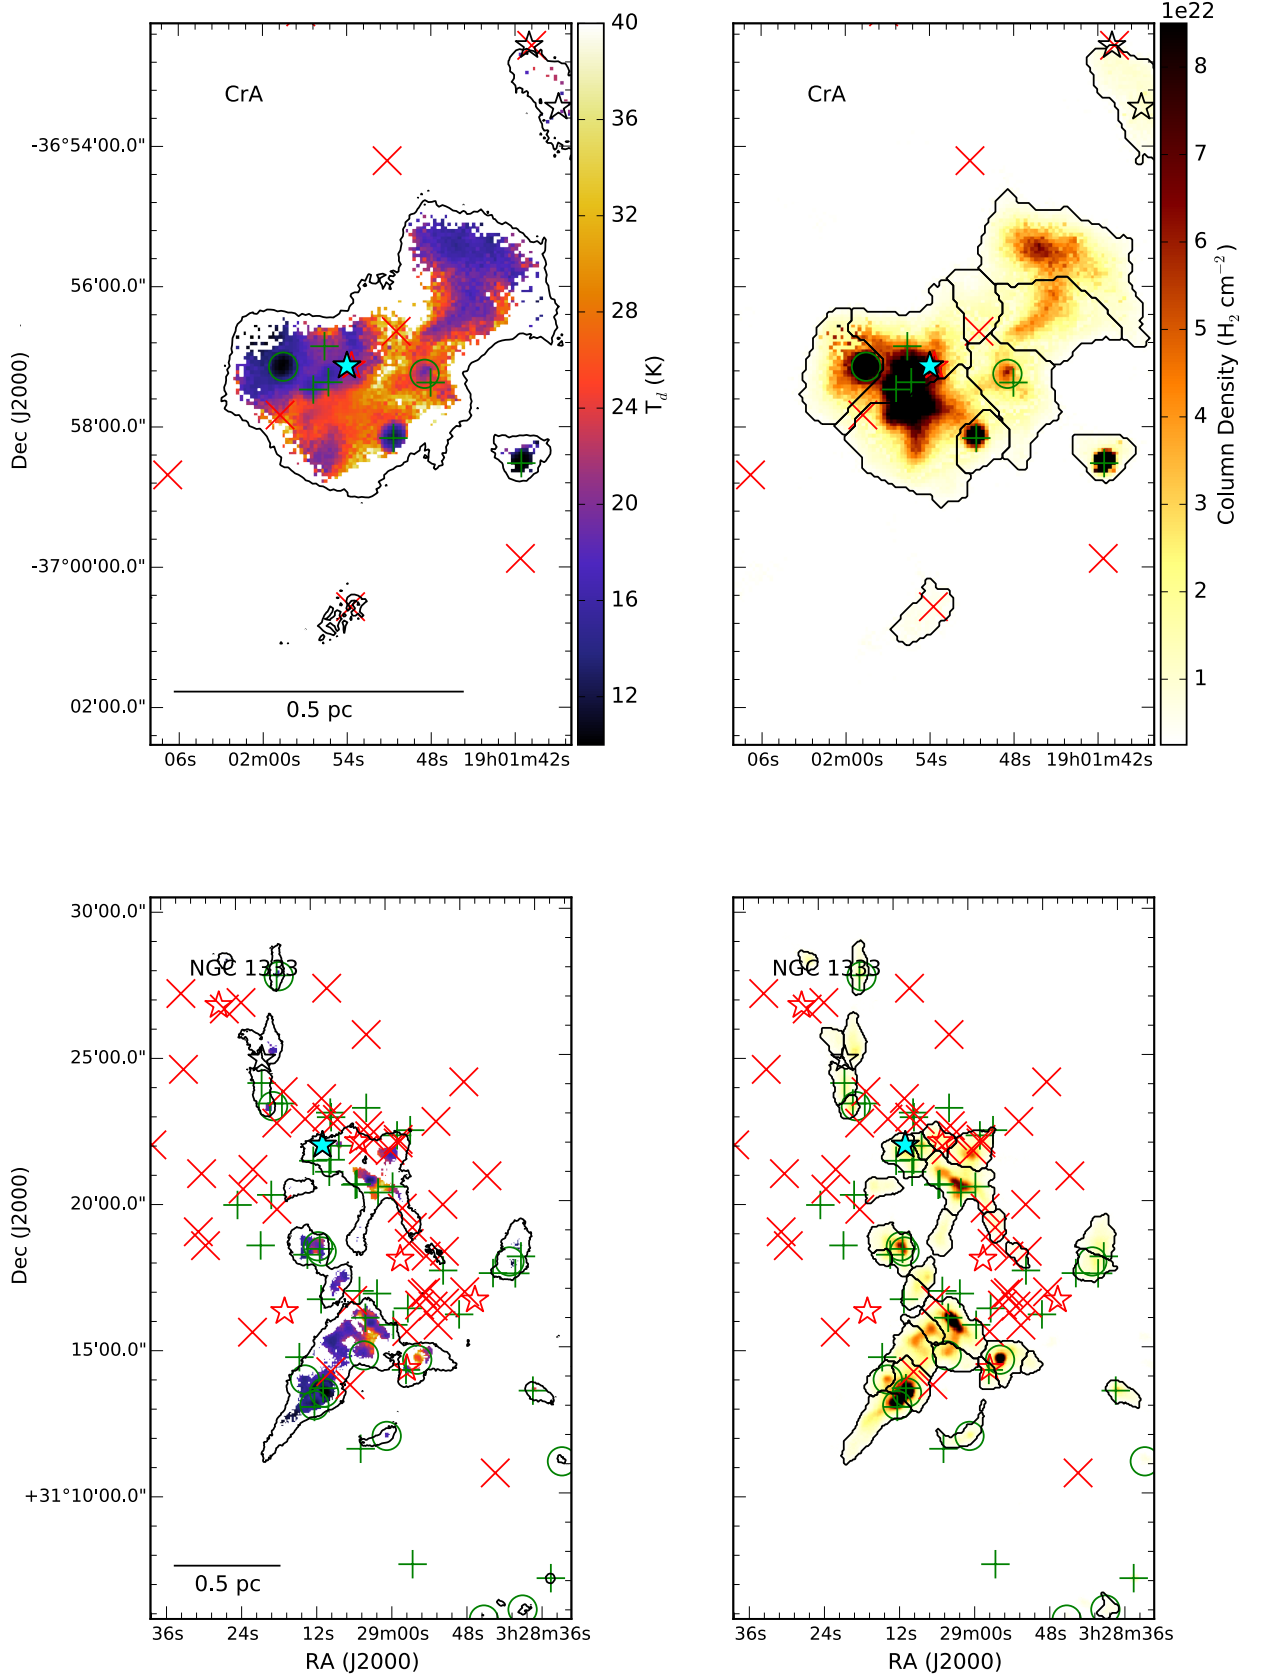 1e22
CrA
CrA
40
36
32
28
24
20
16
12
T_d (K)
8
7
6
5
4
3
2
1
Column Density (H_2 cm^−2)
-36°54'00.0"
56'00.0"
58'00.0"
-37°00'00.0"
02'00.0"
Dec (J2000)
0.5 pc
06s 02m00s 54s 48s 19h01m42s
06s 02m00s 54s 48s 19h01m42s
NGC 1333
NGC 1333
30'00.0"
25'00.0"
20'00.0"
15'00.0"
+31°10'00.0"
Dec (J2000)
0.5 pc
36s 24s 12s 29m00s 48s 3h28m36s
36s 24s 12s 29m00s 48s 3h28m36s
RA (J2000)
RA (J2000)